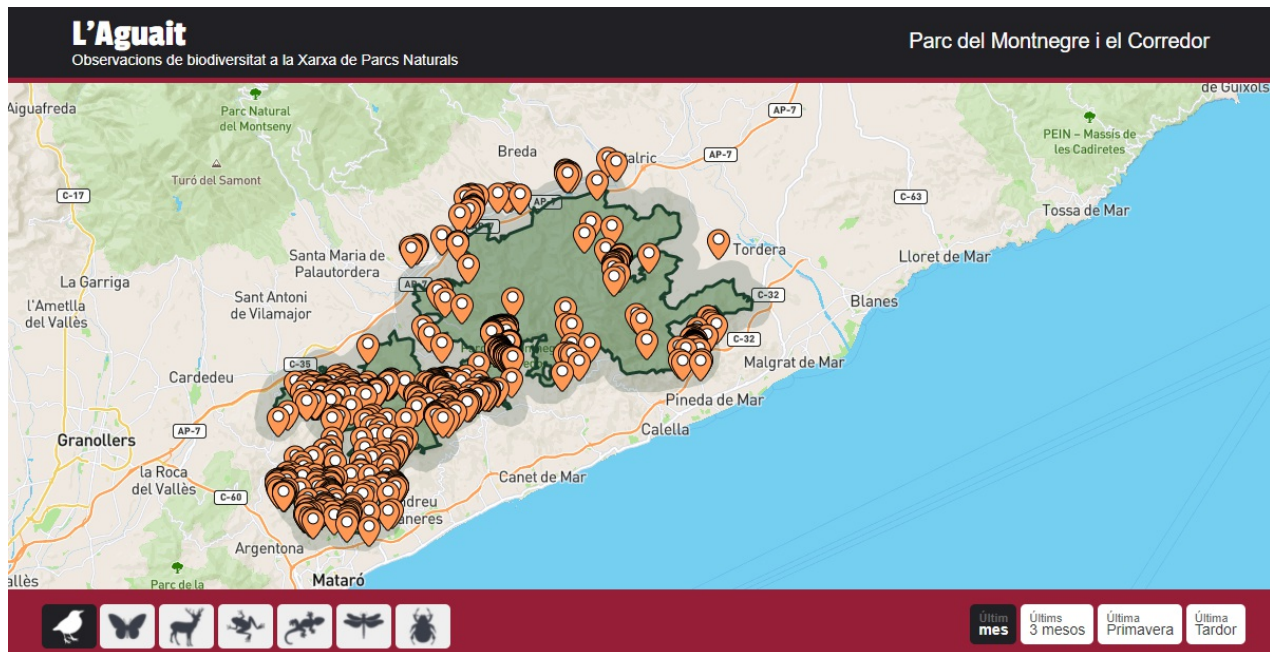 L'Aguait
Observacions de biodiversitat a la Xarxa de Parcs Naturals
Parc del Montnegre i el Corredor
Aiguafreda
Parc Natural
del Montseny
de Guíxols
AP-7
PEIN – Massís de
les Cadiretes
Breda
AP-7
Turó del Samont
C-17
AP-7
C-63
Tossa de Mar
AP-7
Santa Maria de
Palautordera
Tordera
Lloret de Mar
La Garriga
AP-7
Sant Antoni
de Vilamajor
C-32
Blanes
l'Ametlla
del Vallès
C-32
C-35
Malgrat de Mar
Cardedeu
Pineda de Mar
AP-7
Calella
Granollers
la Roca
del Vallès
C-60
Canet de Mar
Argentona
Mataró
Parc de la
Últim
mes
Últims
3 mesos
Última
Primavera
Última
Tardor